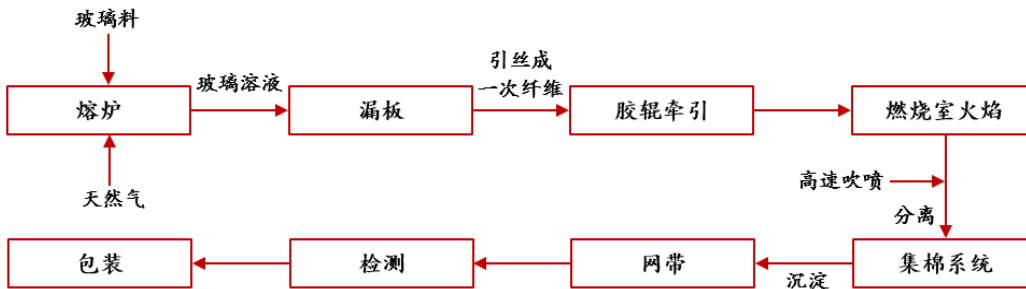 玻璃料
熔炉
玻璃溶液
漏板
引丝成
一次纤维
胶辊牵引
燃烧室火焰
天然气
高速吹喷
分离
包装
检测
网带
沉淀
集棉系统